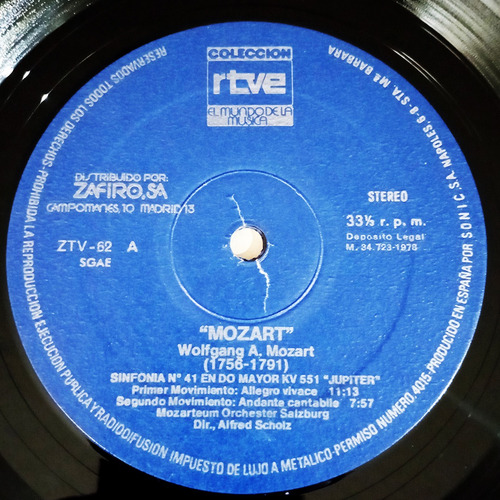 COLECCION
rtve
EL MUNDO DE LA
MUSICA
DISTRIBUIDO POR:
ZAFIRO, SA
CAMPOMANES, 10 MADRID 13
ZTV - 62 A
SGAE
STEREO
33⅓ r. p. m.
Depósito Legal
M. 34.723-1978
"MOZART"
Wolfgang A. Mozart
(1756-1791)
SINFONIA Nº 41 EN DO MAYOR KV 551 "JUPITER"
Primer Movimiento: Allegro vivace 11:13
Segundo Movimiento: Andante cantabile 7:57
Mozarteum Orchester Salzburg
Dir., Alfred Scholz
RESERVADOS TODOS LOS DERECHOS-PROHIBIDA LA REPRODUCCION EJECUCION PUBLICA Y RADIODIFUSION IMPUESTO DE LUJO A METALICO-PERMISO NUMERO 4015. PRODUCIDO EN ESPAÑA POR SONIC, S.A. NAPOLES, 6-8 STA. Mª BARBARA